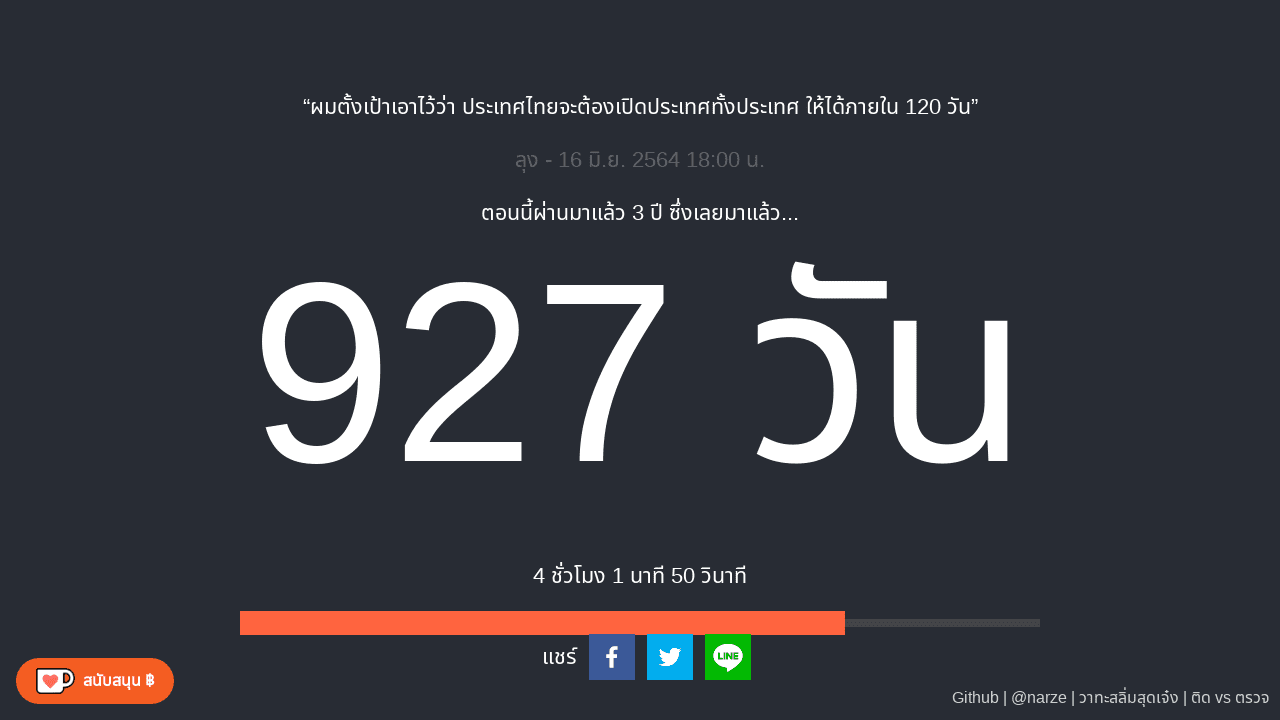 “ผมตั้งเป้าเอาไว้ว่า ประเทศไทยจะต้องเปิดประเทศทั้งประเทศ ให้ได้ภายใน 120 วัน”
ลุง - 16 มิ.ย. 2564 18:00 น.
ตอนนี้ผ่านมาแล้ว 3 ปี ซึ่งเลยมาแล้ว...
927 วัน
4 ชั่วโมง 1 นาที 50 วินาที
แชร์
LINE
สนับสนุน ฿
Github | @narze | วาทะสลิ่มสุดเจ๋ง | ติด vs ตรวจ